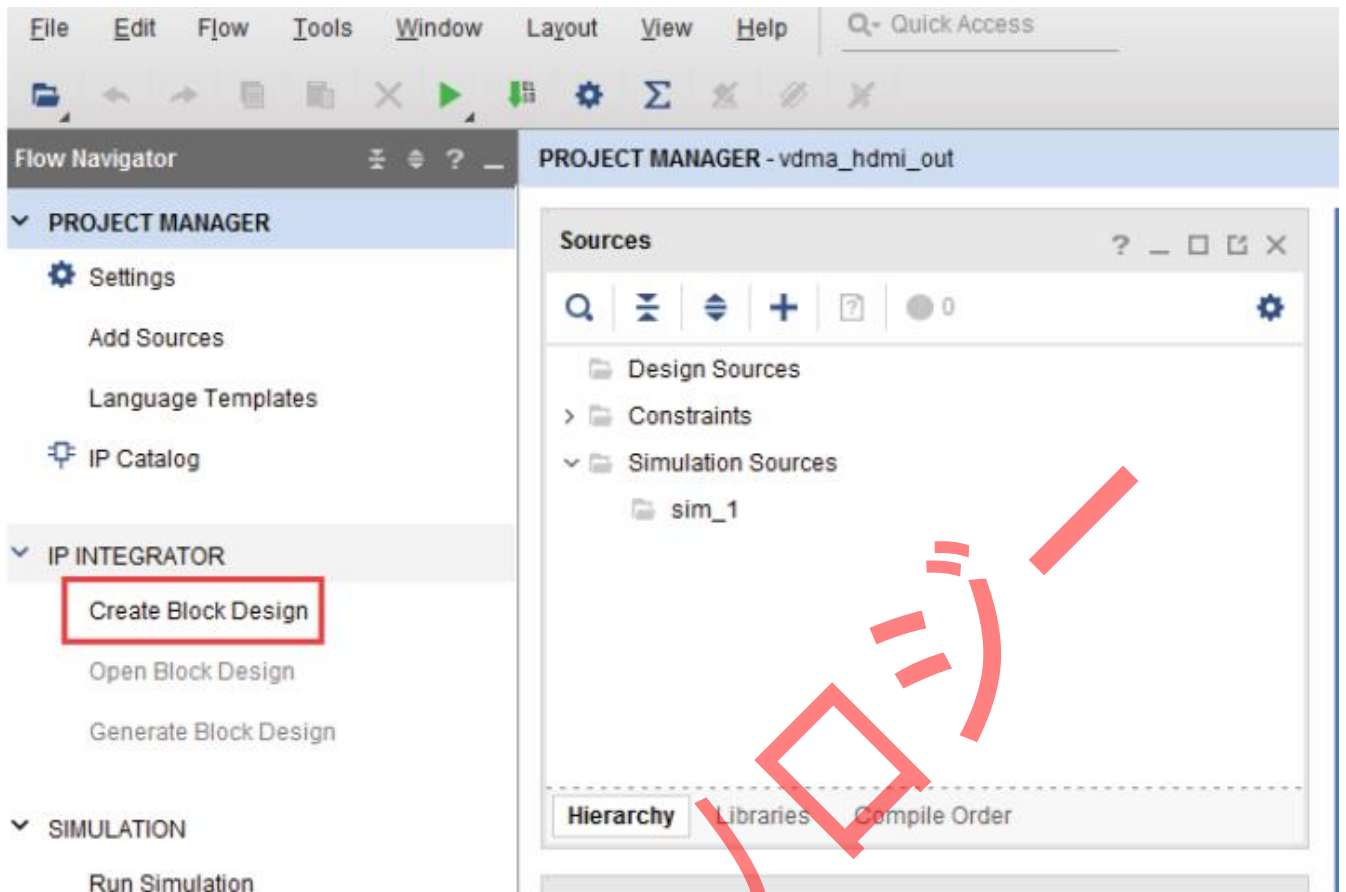 File Edit Flow Tools Window Layout View Help Quick Access
Flow Navigator
PROJECT MANAGER - vdma_hdmi_out
PROJECT MANAGER
Settings
Add Sources
Language Templates
IP Catalog
IP INTEGRATOR
Create Block Design
Open Block Design
Generate Block Design
SIMULATION
Run Simulation
Sources
0
Design Sources
Constraints
Simulation Sources
sim_1
Hierarchy Libraries Compile Order
ロジー